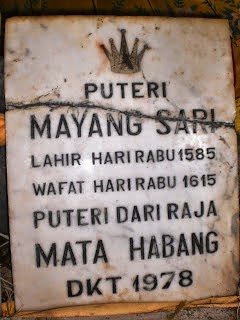 PUTERI
MAYANG SARI
LAHIR HARI RABU 1585
WAFAT HARI RABU 1615
PUTERI DARI RAJA
MATA HABANG
DKT 1978